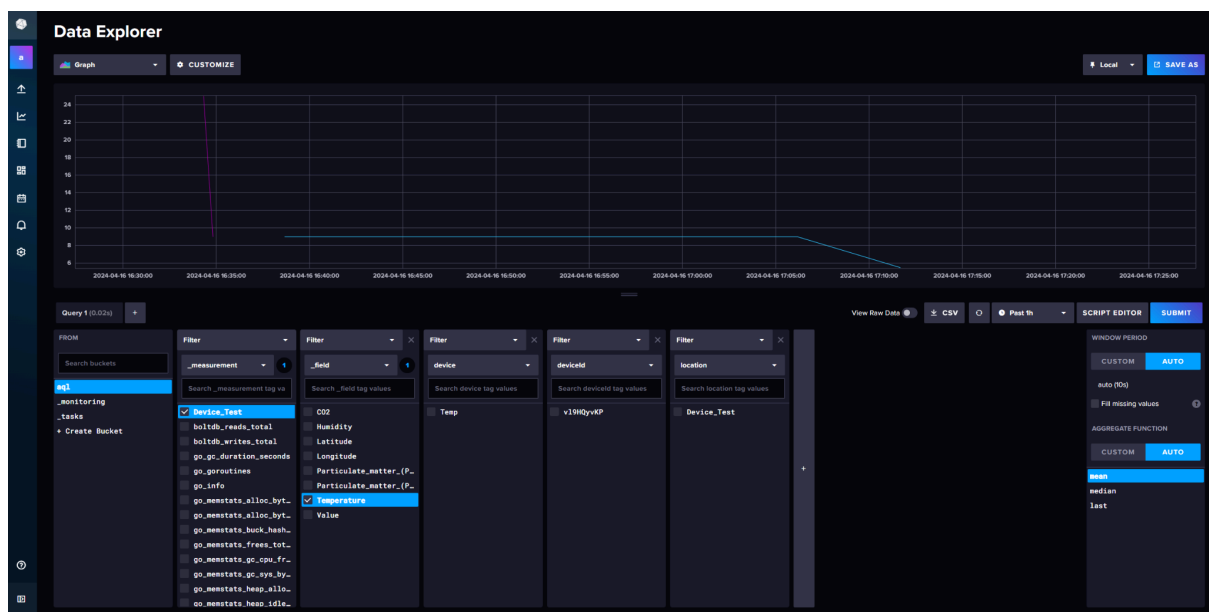 Data Explorer
a
Graph
CUSTOMIZE
Local
SAVE AS
24
22
20
18
16
14
12
10
8
6
2024-04-16 16:30:00 2024-04-16 16:35:00 2024-04-16 16:40:00 2024-04-16 16:45:00 2024-04-16 16:50:00 2024-04-16 16:55:00 2024-04-16 17:00:00 2024-04-16 17:05:00 2024-04-16 17:10:00 2024-04-16 17:15:00 2024-04-16 17:20:00 2024-04-16 17:25:00
Query 1 (0.02s) +
View Raw Data CSV Past 1h SCRIPT EDITOR SUBMIT
FROM
Search buckets
aql
_monitoring
_tasks
+ Create Bucket
Filter
_measurement 1
Search _measurement tag va
Device_Test
boltdb_reads_total
boltdb_writes_total
go_gc_duration_seconds
go_goroutines
go_info
go_memstats_alloc_byt…
go_memstats_alloc_byt…
go_memstats_buck_hash…
go_memstats_frees_tot…
go_memstats_gc_cpu_fr…
go_memstats_gc_sys_by…
go_memstats_heap_allo…
go_memstats_heap_idle…
Filter
_field 1
Search _field tag values
CO2
Humidity
Latitude
Longitude
Particulate_matter_(P…
Particulate_matter_(P…
Temperature
Value
Filter
device
Search device tag values
Temp
Filter
deviceId
Search deviceId tag values
vl9HQyvKP
Filter
location
Search location tag values
Device_Test
+
WINDOW PERIOD
CUSTOM AUTO
auto (10s)
Fill missing values
AGGREGATE FUNCTION
CUSTOM AUTO
mean
median
last